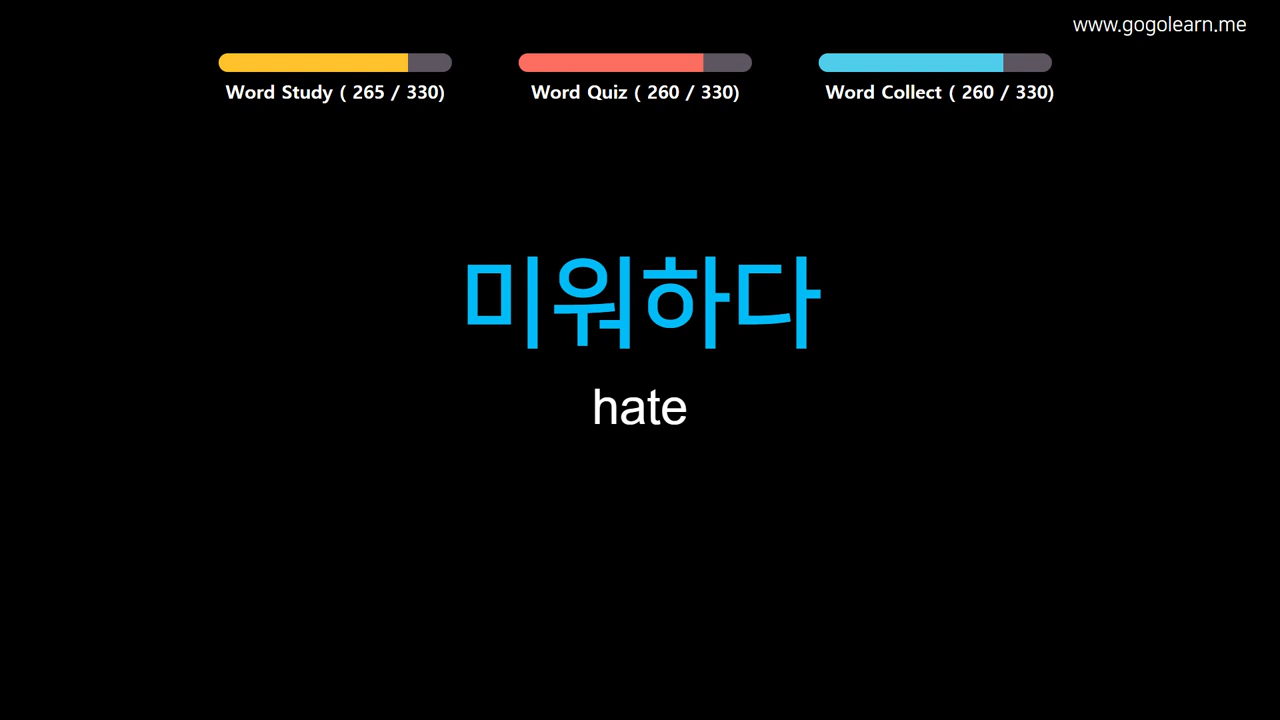 www.gogolearn.me
Word Study ( 265 / 330)
Word Quiz ( 260 / 330)
Word Collect ( 260 / 330)
미워하다
hate